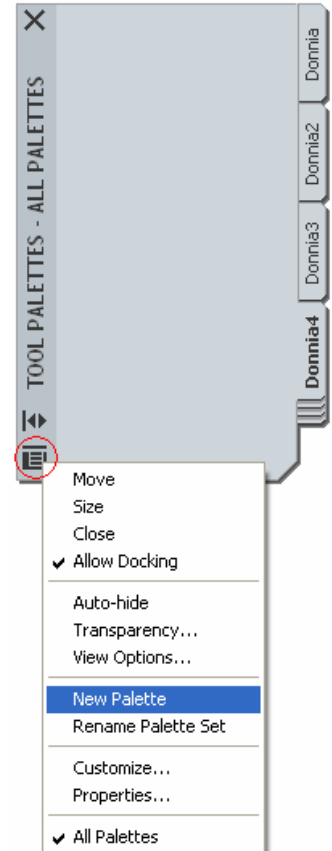 TOOL PALETTES - ALL PALETTES
Donnia
Donnia2
Donnia3
Donnia4
Move
Size
Close
Allow Docking
Auto-hide
Transparency...
View Options...
New Palette
Rename Palette Set
Customize...
Properties...
All Palettes